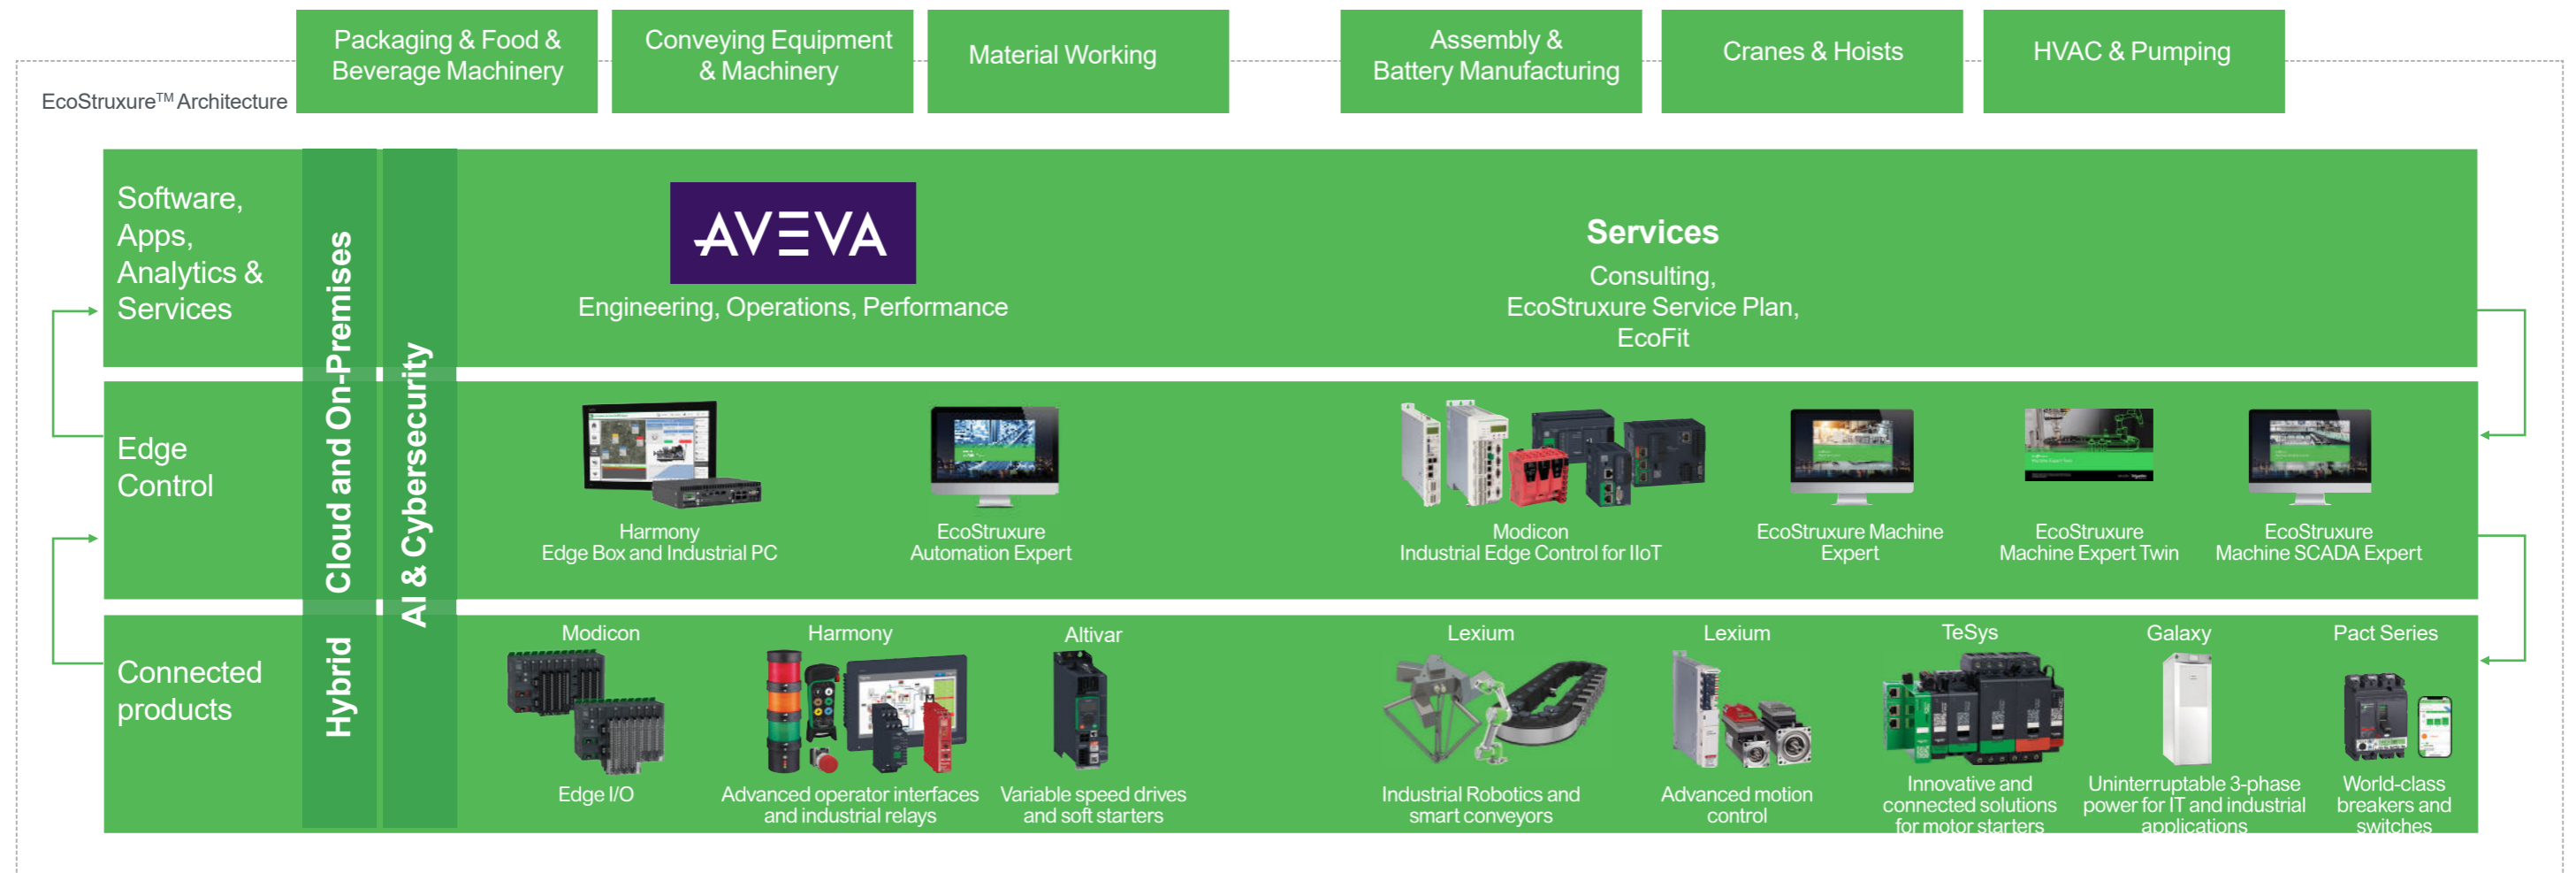 Packaging & Food &
Beverage Machinery
Conveying Equipment
& Machinery
Material Working
Assembly &
Battery Manufacturing
Cranes & Hoists
HVAC & Pumping
EcoStruxure™ Architecture
Software,
Apps,
Analytics &
Services
Hybrid Cloud and On-Premises
AI & Cybersecurity
AVEVA
Engineering, Operations, Performance
Services
Consulting,
EcoStruxure Service Plan,
EcoFit
Edge
Control
Harmony
Edge Box and Industrial PC
EcoStruxure
Automation Expert
Modicon
Industrial Edge Control for IIoT
EcoStruxure Machine
Expert
EcoStruxure
Machine Expert Twin
EcoStruxure
Machine SCADA Expert
Connected
products
Modicon
Edge I/O
Harmony
Advanced operator interfaces
and industrial relays
Altivar
Variable speed drives
and soft starters
Lexium
Industrial Robotics and
smart conveyors
Lexium
Advanced motion
control
TeSys
Innovative and
connected solutions
for motor starters
Galaxy
Uninterruptable 3-phase
power for IT and industrial
applications
Pact Series
World-class
breakers and
switches